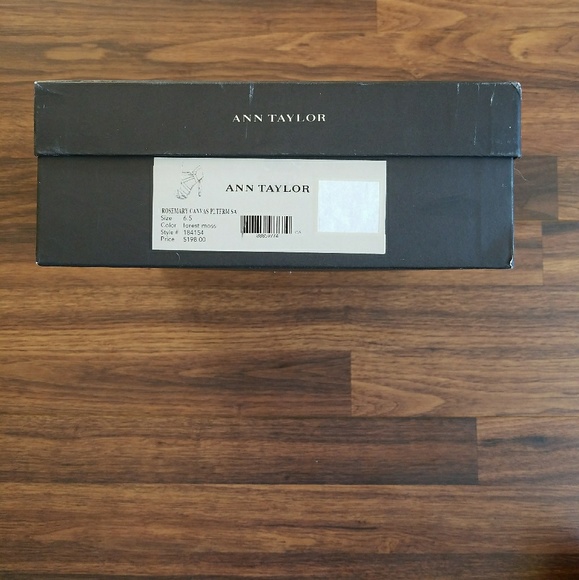 ANN TAYLOR
ANN TAYLOR
ROSEMARY CANVAS PLTFRM SA
Size 6.5
Color forest moss
Style # 184154
Price $198.00